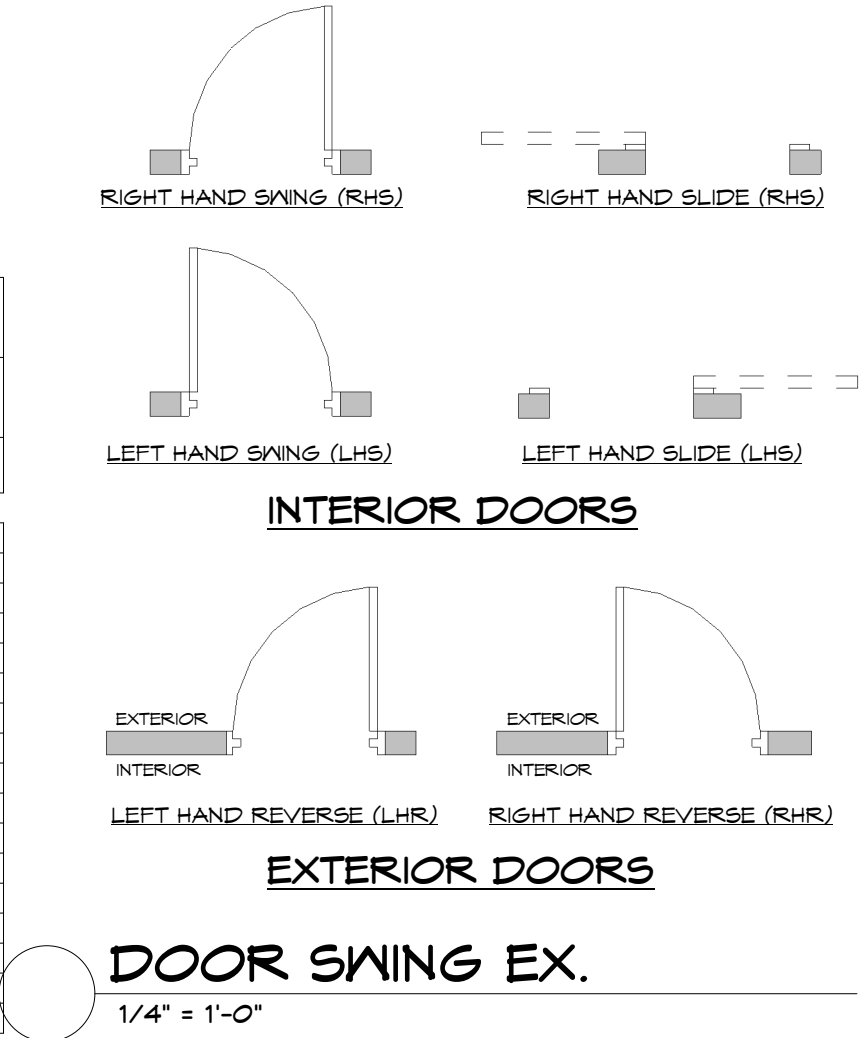 RIGHT HAND SWING (RHS)
RIGHT HAND SLIDE (RHS)
LEFT HAND SWING (LHS)
LEFT HAND SLIDE (LHS)
INTERIOR DOORS
EXTERIOR
INTERIOR
EXTERIOR
INTERIOR
LEFT HAND REVERSE (LHR)
RIGHT HAND REVERSE (RHR)
EXTERIOR DOORS
DOOR SWING EX.
1/4" = 1'-0"